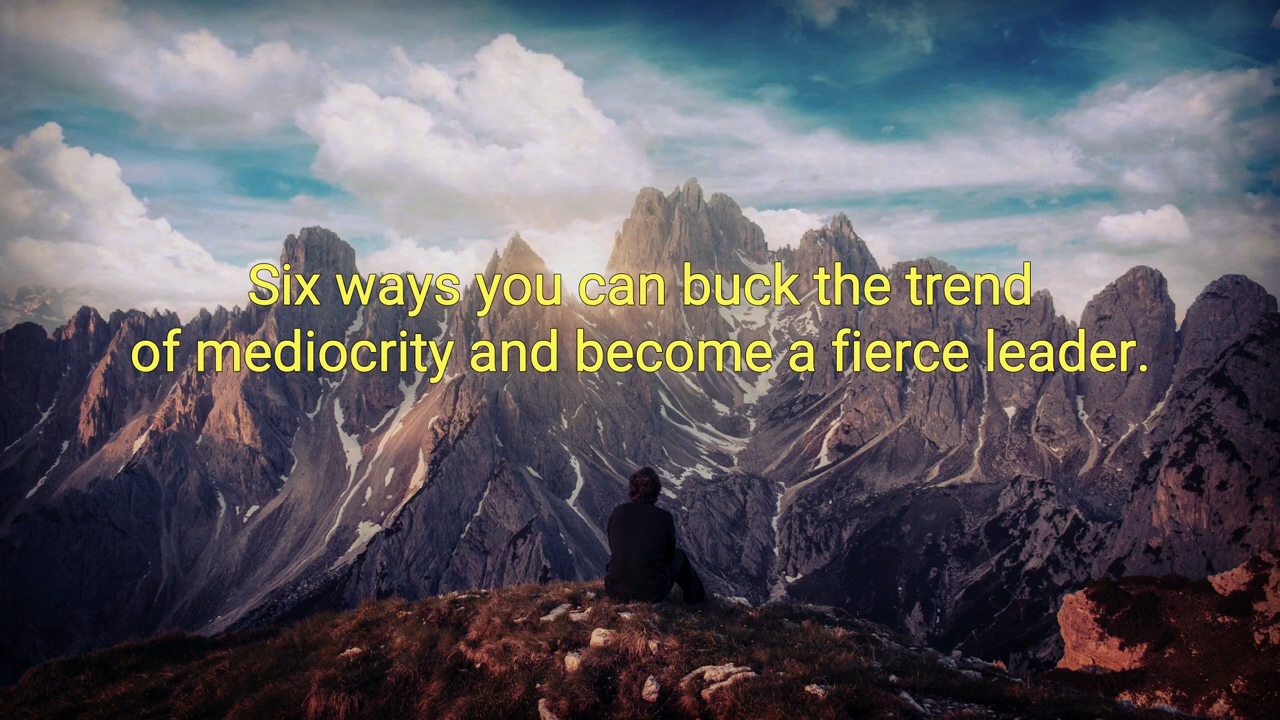 Six ways you can buck the trend
of mediocrity and become a fierce leader.